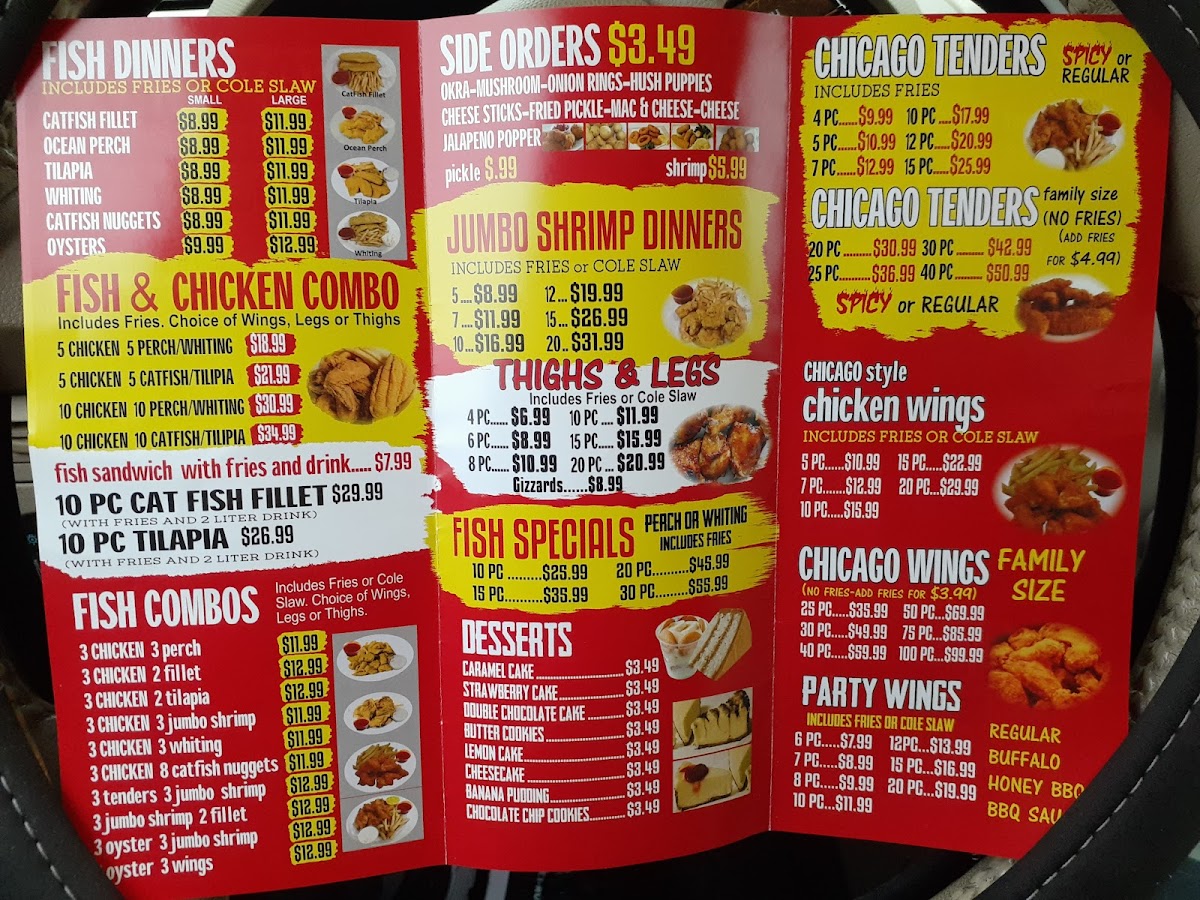 FISH DINNERS
INCLUDES FRIES OR COLE SLAW
SMALL LARGE
CATFISH FILLET $8.99 $11.99
OCEAN PERCH $8.99 $11.99
TILAPIA $8.99 $11.99
WHITING $8.99 $11.99
CATFISH NUGGETS $8.99 $11.99
OYSTERS $9.99 $12.99
CatFish Fillet
Ocean Perch
Tilapia
Whiting
FISH & CHICKEN COMBO
Includes Fries. Choice of Wings, Legs or Thighs
5 CHICKEN 5 PERCH/WHITING $18.99
5 CHICKEN 5 CATFISH/TILIPIA $21.99
10 CHICKEN 10 PERCH/WHITING $30.99
10 CHICKEN 10 CATFISH/TILIPIA $34.99
fish sandwich with fries and drink..... $7.99
10 PC CAT FISH FILLET $29.99
(WITH FRIES AND 2 LITER DRINK)
10 PC TILAPIA $26.99
(WITH FRIES AND 2 LITER DRINK)
FISH COMBOS
Includes Fries or Cole
Slaw. Choice of Wings,
Legs or Thighs.
3 CHICKEN 3 perch $11.99
3 CHICKEN 2 fillet $12.99
3 CHICKEN 2 tilapia $12.99
3 CHICKEN 3 jumbo shrimp $11.99
3 CHICKEN 3 whiting $11.99
3 CHICKEN 8 catfish nuggets $11.99
3 tenders 3 jumbo shrimp $12.99
3 jumbo shrimp 2 fillet $12.99
3 oyster 3 jumbo shrimp $12.99
oyster 3 wings $12.99
SIDE ORDERS $3.49
OKRA-MUSHROOM-ONION RINGS-HUSH PUPPIES
CHEESE STICKS-FRIED PICKLE-MAC & CHEESE-CHEESE
JALAPENO POPPER
pickle $.99 shrimp $5.99
JUMBO SHRIMP DINNERS
INCLUDES FRIES or COLE SLAW
5....$8.99 12...$19.99
7....$11.99 15...$26.99
10...$16.99 20..$31.99
THIGHS & LEGS
Includes Fries or Cole Slaw
4 PC.....$6.99 10 PC .... $11.99
6 PC..... $8.99 15 PC..... $15.99
8 PC...... $10.99 20 PC ... $20.99
Gizzards......$8.99
FISH SPECIALS
PERCH OR WHITING
INCLUDES FRIES
10 PC .........$25.99 20 PC..........$45.99
15 PC..........$35.99 30 PC..........$55.99
DESSERTS
CARAMEL CAKE.......................$3.49
STRAWBERRY CAKE.................$3.49
DOUBLE CHOCOLATE CAKE..........$3.49
BUTTER COOKIES....................$3.49
LEMON CAKE.........................$3.49
CHEESECAKE.........................$3.49
BANANA PUDDING...................$3.49
CHOCOLATE CHIP COOKIES...........$3.49
CHICAGO TENDERS
SPICY or
REGULAR
INCLUDES FRIES
4 PC......$9.99 10 PC ....$17.99
5 PC......$10.99 12 PC....$20.99
7 PC......$12.99 15 PC....$25.99
CHICAGO TENDERS
family size
(NO FRIES)
(ADD FRIES
FOR $4.99)
20 PC .........$30.99 30 PC ......... $42.99
25 PC..........$36.99 40 PC ......... $50.99
SPICY or REGULAR
CHICAGO style
chicken wings
INCLUDES FRIES OR COLE SLAW
5 PC......$10.99 15 PC.....$22.99
7 PC.......$12.99 20 PC...$29.99
10 PC.....$15.99
CHICAGO WINGS
FAMILY
SIZE
(NO FRIES-ADD FRIES FOR $3.99)
25 PC.....$35.99 50 PC...$69.99
30 PC.....$49.99 75 PC...$85.99
40 PC.....$59.99 100 PC...$99.99
PARTY WINGS
INCLUDES FRIES OR COLE SLAW
6 PC.....$7.99 12PC...$13.99
7 PC.....$8.99 15 PC...$16.99
8 PC.....$9.99 20 PC...$19.99
10 PC...$11.99
REGULAR
BUFFALO
HONEY BBQ
BBQ SAU